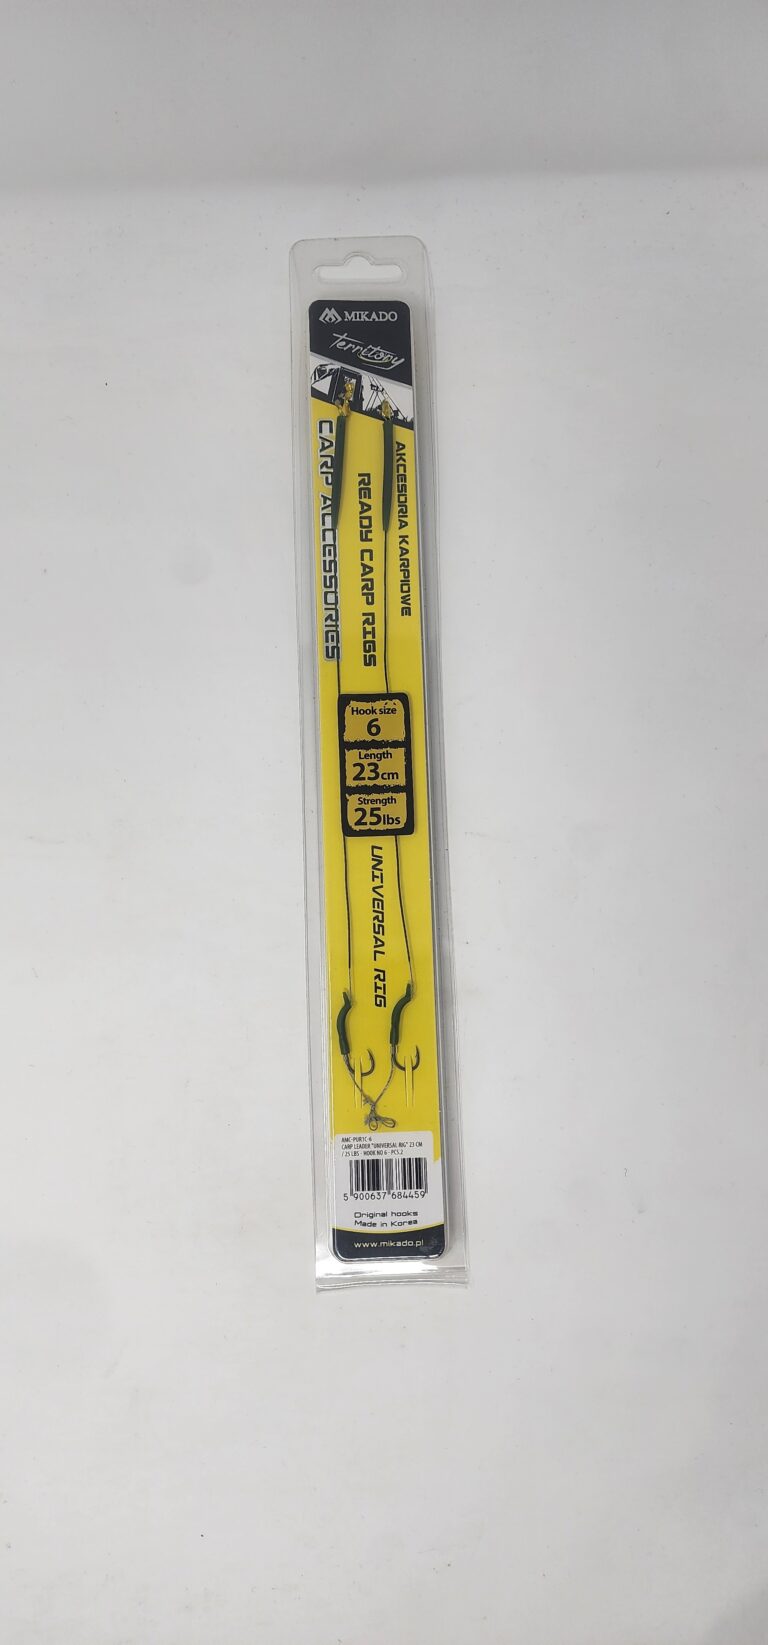 MIKADO
Territory
CARP ACCESSORIES
READY CARP RIGS
AKCESORIA KARPIOWE
Hook size
6
Length
23cm
Strength
25lbs
UNIVERSAL RIG
AMC-PUR1C-6
CARP LEADER "UNIVERSAL RIG" 23 CM
/ 25 LBS - HOOK NO 6 - PCS.2
5 900637 684459
Original hooks
Made in Korea
www.mikado.pl